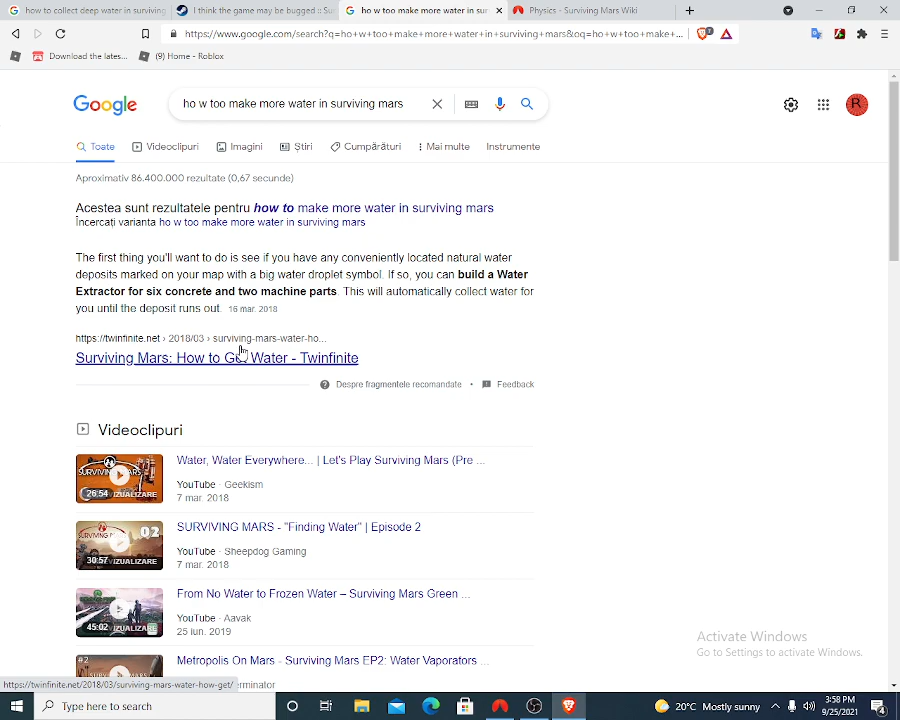 how to collect deep water in surviving
I think the game may be bugged :: Su
ho w too make more water in sur
Physics - Surviving Mars Wiki
https://www.google.com/search?q=ho+w+too+make+more+water+in+surviving+mars&oq=ho+w+too+make+...
Download the lates...
(9) Home - Roblox
Google
ho w too make more water in surviving mars
R
Toate
Videoclipuri
Imagini
Știri
Cumpărături
Mai multe
Instrumente
Aproximativ 86.400.000 rezultate (0,67 secunde)
Acestea sunt rezultatele pentru how to make more water in surviving mars
Încercați varianta ho w too make more water in surviving mars
The first thing you'll want to do is see if you have any conveniently located natural water
deposits marked on your map with a big water droplet symbol. If so, you can build a Water
Extractor for six concrete and two machine parts. This will automatically collect water for
you until the deposit runs out. 16 mar. 2018
https://twinfinite.net › 2018/03 › surviving-mars-water-ho...
Surviving Mars: How to Get Water - Twinfinite
Despre fragmentele recomandate • Feedback
Videoclipuri
Water, Water Everywhere... | Let's Play Surviving Mars (Pre ...
YouTube · Geekism
7 mar. 2018
26:54
VIZUALIZARE
SURVIVING MARS - "Finding Water" | Episode 2
YouTube · Sheepdog Gaming
7 mar. 2018
02
30:57
VIZUALIZARE
From No Water to Frozen Water – Surviving Mars Green ...
YouTube · Aavak
25 iun. 2019
45:02
VIZUALIZARE
Metropolis On Mars - Surviving Mars EP2: Water Vaporators ...
#2
Activate Windows
Go to Settings to activate Windows.
https://twinfinite.net/2018/03/surviving-mars-water-how-get/
Type here to search
20°C Mostly sunny
3:58 PM
9/25/2021
4